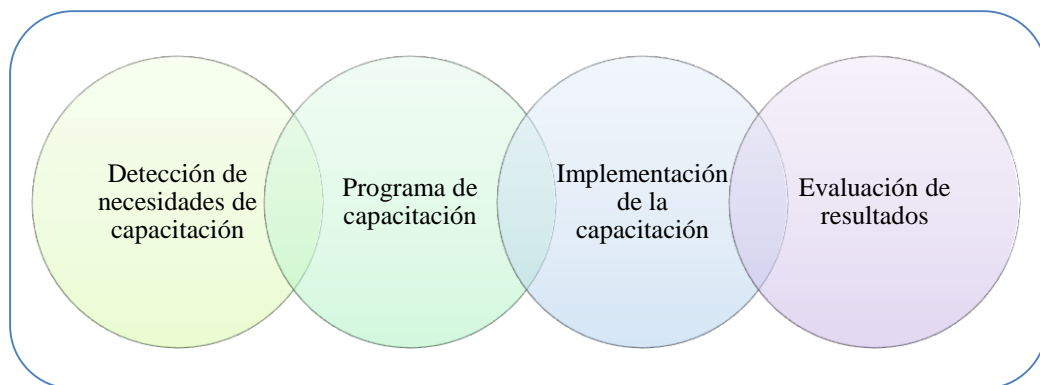 Detección de
necesidades de
capacitación
Programa de
capacitación
Implementación
de la
capacitación
Evaluación de
resultados